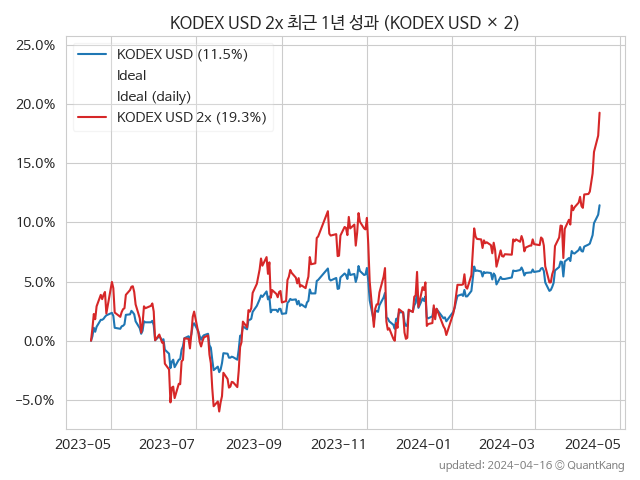 KODEX USD 2x 최근 1년 성과 (KODEX USD × 2)
25.0%
20.0%
15.0%
10.0%
5.0%
0.0%
−5.0%
KODEX USD (11.5%)
Ideal
Ideal (daily)
KODEX USD 2x (19.3%)
2023-05
2023-07
2023-09
2023-11
2024-01
2024-03
2024-05
updated: 2024-04-16 © QuantKang